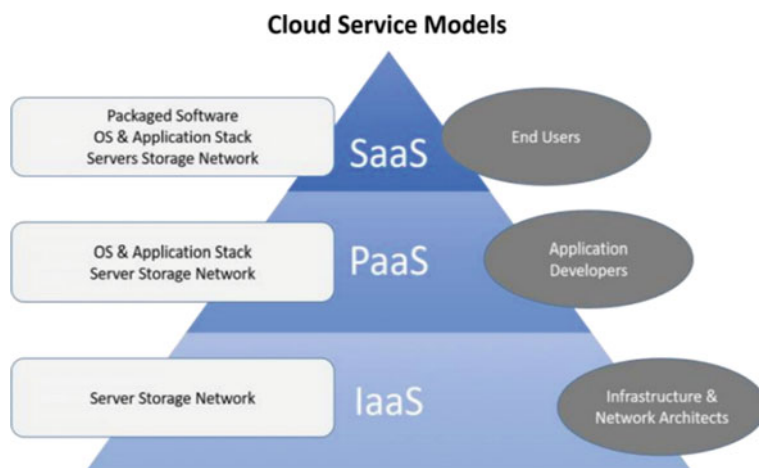 Cloud Service Models
Packaged Software
OS & Application Stack
Servers Storage Network
SaaS
End Users
OS & Application Stack
Server Storage Network
PaaS
Application
Developers
Server Storage Network
IaaS
Infrastructure &
Network Architects